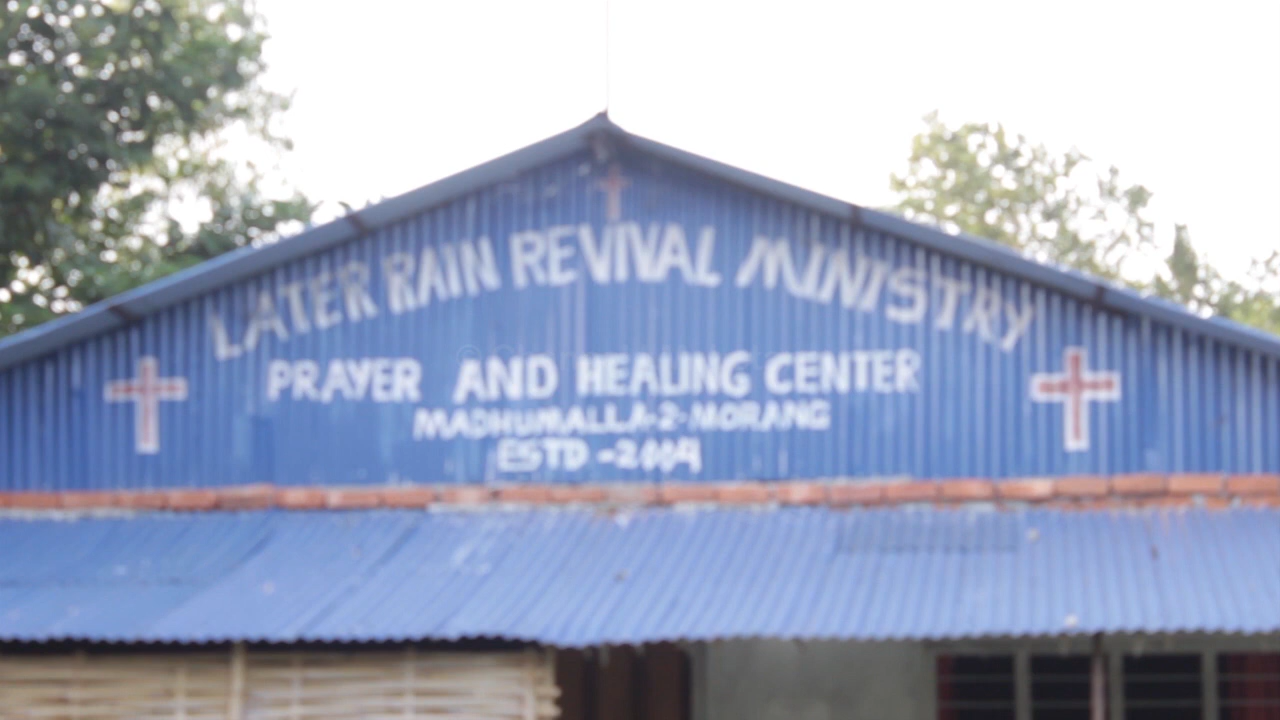 LATER RAIN REVIVAL MINISTRY
PRAYER AND HEALING CENTER
MADHUMALLA-2-MORANG
ESTD -2004